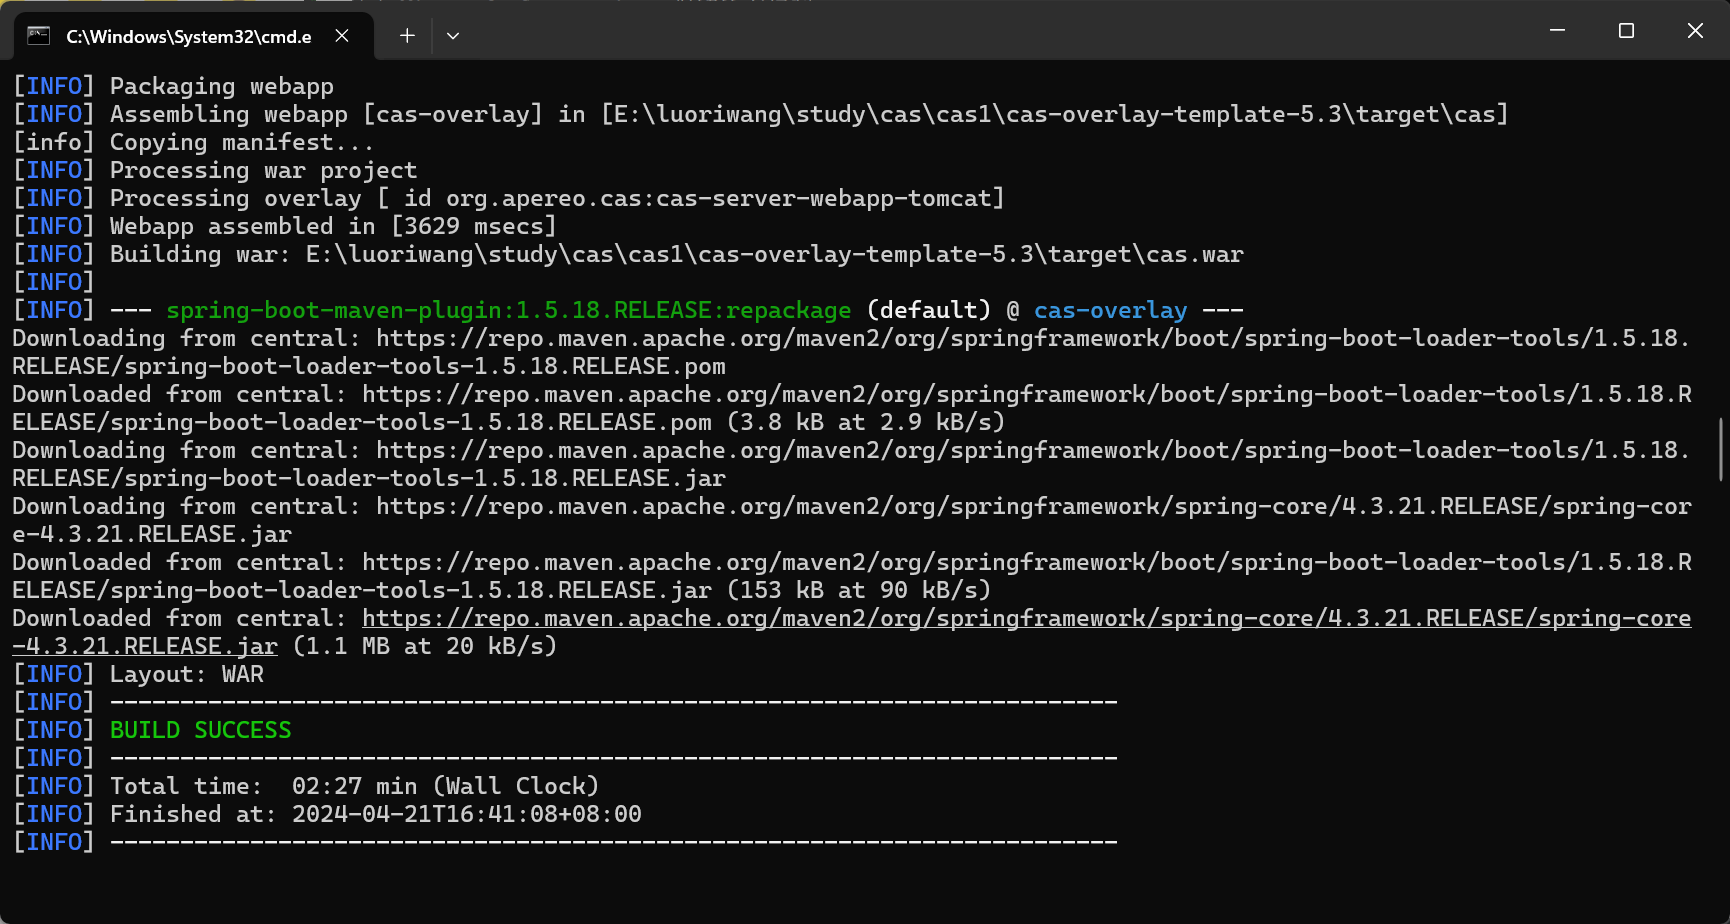 C:\Windows\System32\cmd.e
[INFO] Packaging webapp
[INFO] Assembling webapp [cas-overlay] in [E:\luoriwang\study\cas\cas1\cas-overlay-template-5.3\target\cas]
[info] Copying manifest...
[INFO] Processing war project
[INFO] Processing overlay [ id org.apereo.cas:cas-server-webapp-tomcat]
[INFO] Webapp assembled in [3629 msecs]
[INFO] Building war: E:\luoriwang\study\cas\cas1\cas-overlay-template-5.3\target\cas.war
[INFO]
[INFO] --- spring-boot-maven-plugin:1.5.18.RELEASE:repackage (default) @ cas-overlay ---
Downloading from central: https://repo.maven.apache.org/maven2/org/springframework/boot/spring-boot-loader-tools/1.5.18.
RELEASE/spring-boot-loader-tools-1.5.18.RELEASE.pom
Downloaded from central: https://repo.maven.apache.org/maven2/org/springframework/boot/spring-boot-loader-tools/1.5.18.R
ELEASE/spring-boot-loader-tools-1.5.18.RELEASE.pom (3.8 kB at 2.9 kB/s)
Downloading from central: https://repo.maven.apache.org/maven2/org/springframework/boot/spring-boot-loader-tools/1.5.18.
RELEASE/spring-boot-loader-tools-1.5.18.RELEASE.jar
Downloading from central: https://repo.maven.apache.org/maven2/org/springframework/spring-core/4.3.21.RELEASE/spring-cor
e-4.3.21.RELEASE.jar
Downloaded from central: https://repo.maven.apache.org/maven2/org/springframework/boot/spring-boot-loader-tools/1.5.18.R
ELEASE/spring-boot-loader-tools-1.5.18.RELEASE.jar (153 kB at 90 kB/s)
Downloaded from central: https://repo.maven.apache.org/maven2/org/springframework/spring-core/4.3.21.RELEASE/spring-core
-4.3.21.RELEASE.jar (1.1 MB at 20 kB/s)
[INFO] Layout: WAR
[INFO] ------------------------------------------------------------------------
[INFO] BUILD SUCCESS
[INFO] ------------------------------------------------------------------------
[INFO] Total time:  02:27 min (Wall Clock)
[INFO] Finished at: 2024-04-21T16:41:08+08:00
[INFO] ------------------------------------------------------------------------